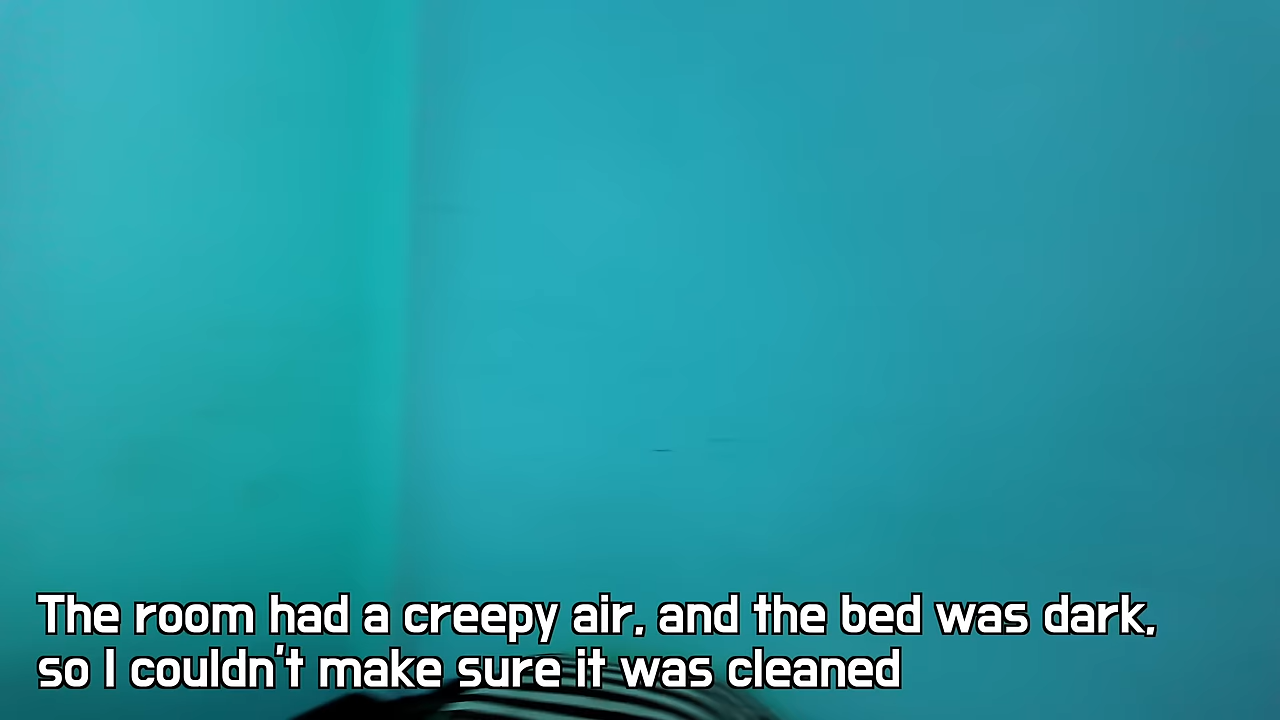 The room had a creepy air, and the bed was dark,
so I couldn't make sure it was cleaned